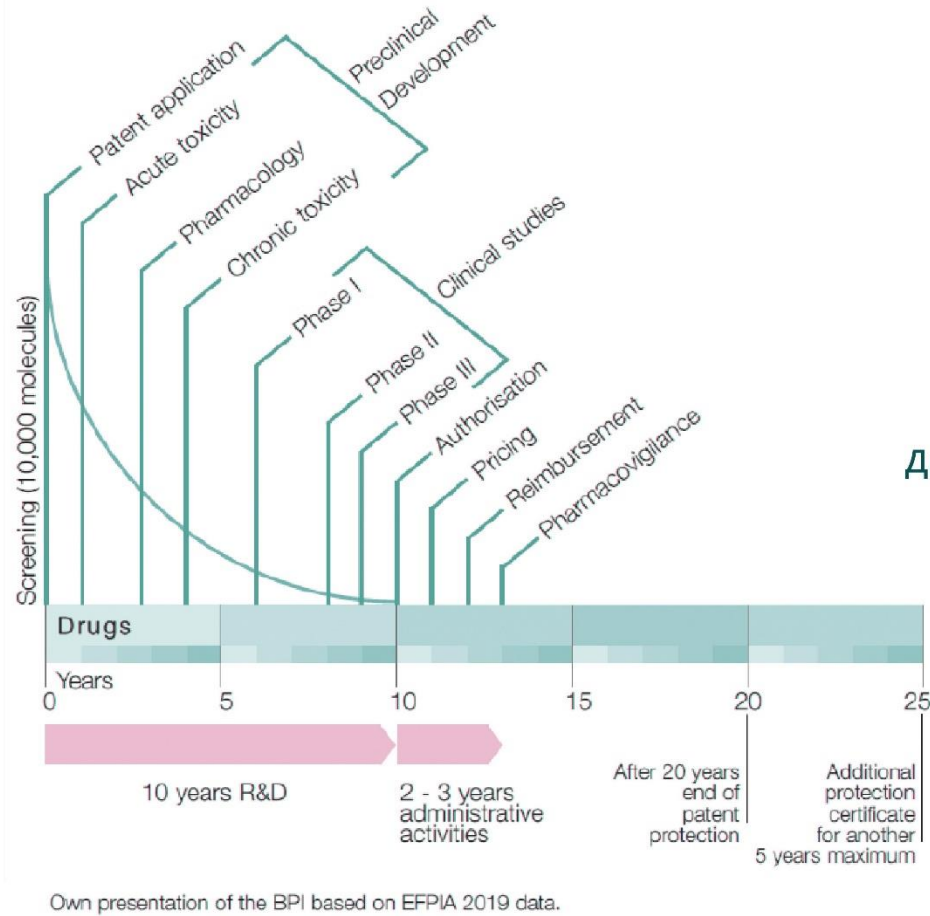 Patent application
Acute toxicity
Pharmacology
Chronic toxicity
Preclinical
Development
Phase I
Phase II
Phase III
Clinical studies
Authorisation
Pricing
Reimbursement
Pharmacovigilance
Screening (10,000 molecules)
Д
Drugs
Years
0
5
10
15
20
25
10 years R&D
2 - 3 years
administrative
activities
After 20 years
end of
patent
protection
Additional
protection
certificate
for another
5 years maximum
Own presentation of the BPI based on EFPIA 2019 data.